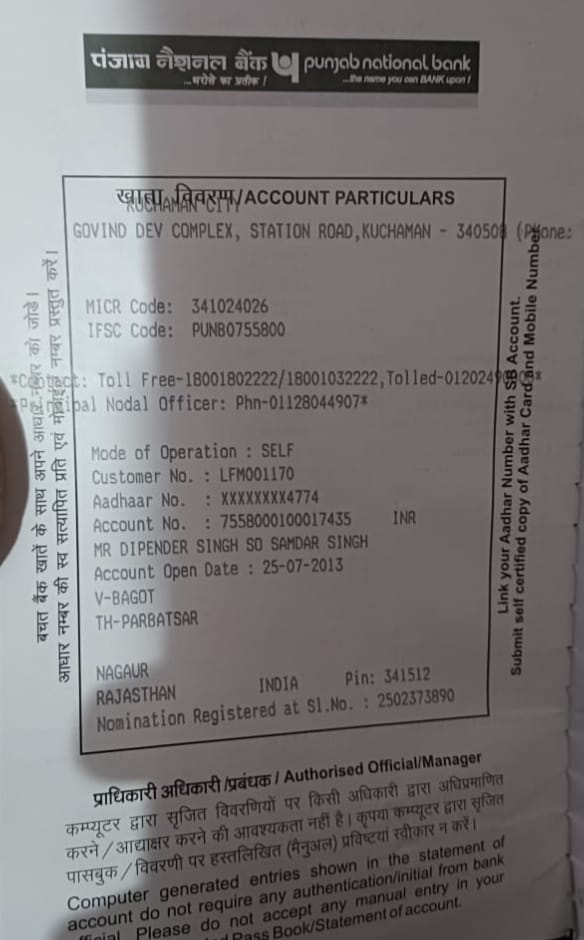 पंजाब नैशनल बैंक punjab national bank
...भरोसे का प्रतीक ! ...the name you can BANK upon !
खाता विवरण/ACCOUNT PARTICULARS
KUCHAMAN CITY
GOVIND DEV COMPLEX, STATION ROAD,KUCHAMAN - 340508 (Phone:
MICR Code: 341024026
IFSC Code: PUNB0755800
*Contact: Toll Free-18001802222/18001032222,Tolled-0120249
*Principal Nodal Officer: Phn-01128044907*
Mode of Operation : SELF
Customer No. : LFM001170
Aadhaar No. : XXXXXXXX4774
Account No. : 7558000100017435 INR
MR DIPENDER SINGH SO SAMDAR SINGH
Account Open Date : 25-07-2013
V-BAGOT
TH-PARBATSAR
NAGAUR
RAJASTHAN INDIA Pin: 341512
Nomination Registered at Sl.No. : 2502373890
बचत बैंक खाते के साथ अपने आधार नम्बर को जोडें।
आधार नम्बर की स्व सत्यापित प्रति एवं मोबाईल नम्बर प्रस्तुत करें।
Link your Aadhar Number with SB Account.
Submit self certified copy of Aadhar Card and Mobile Number
प्राधिकारी अधिकारी/प्रबंधक / Authorised Official/Manager
कम्प्यूटर द्वारा सृजित विवरणियों पर किसी अधिकारी द्वारा अधिप्रमाणित
करने / आद्याक्षर करने की आवश्यकता नहीं है। कृपया कम्प्यूटर द्वारा सृजित
पासबुक / विवरणी पर हस्तलिखित (मैनुअल) प्रविष्टियां स्वीकार न करें।
Computer generated entries shown in the statement of
account do not require any authentication/initial from bank
official. Please do not accept any manual entry in your
Pass Book/Statement of account.